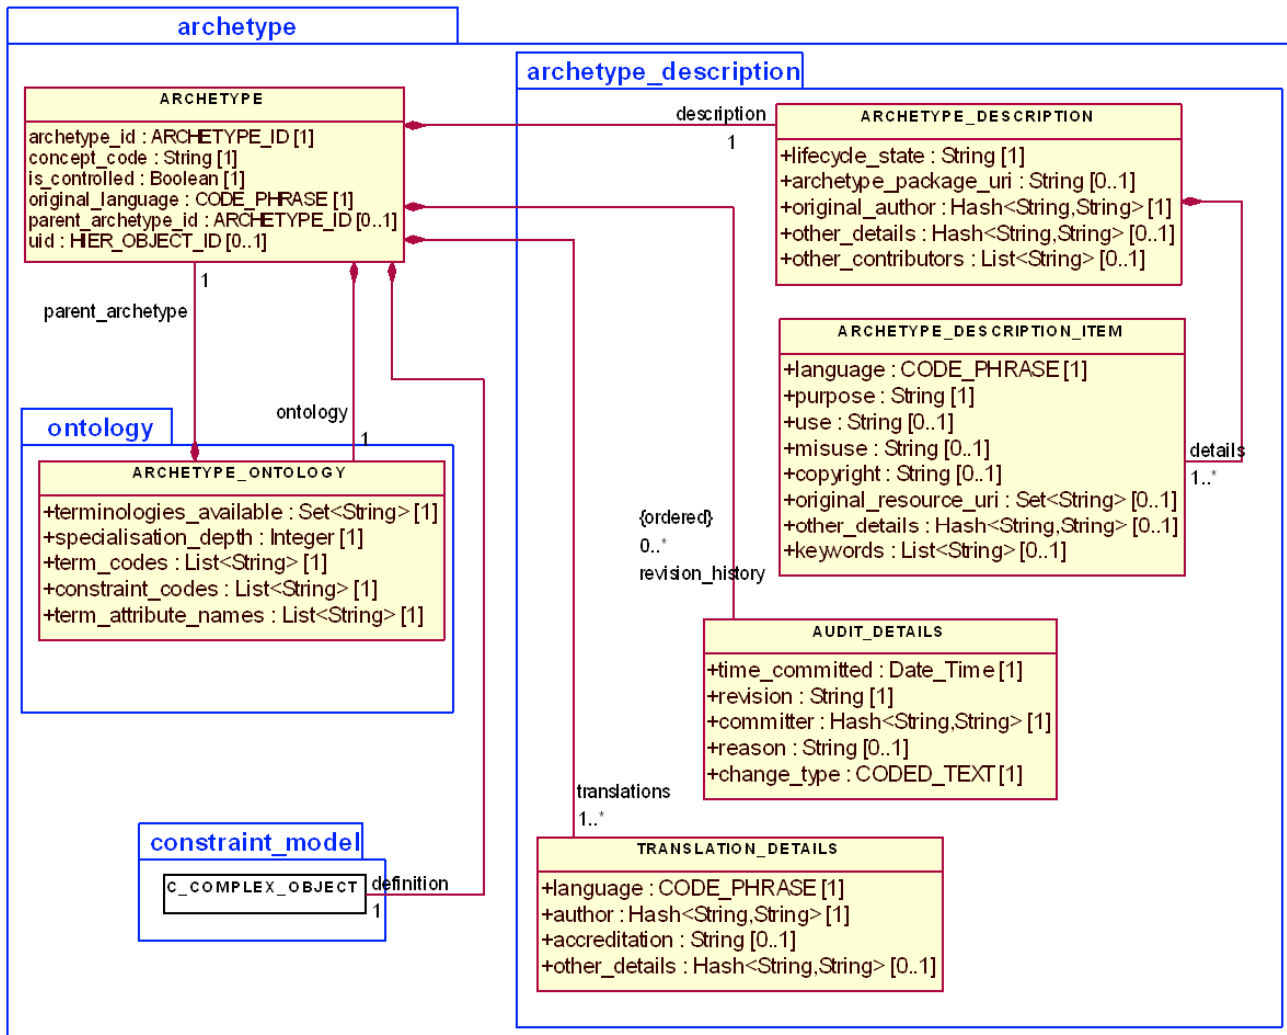 archetype
ARCHETYPE
archetype_id : ARCHETYPE_ID [1]
concept_code : String [1]
is_controlled : Boolean [1]
original_language : CODE_PHRASE [1]
parent_archetype_id : ARCHETYPE_ID [0..1]
uid : HIER_OBJECT_ID [0..1]
1
parent_archetype
ontology
1
ontology
ARCHETYPE_ONTOLOGY
+terminologies_available : Set<String> [1]
+specialisation_depth : Integer [1]
+term_codes : List<String> [1]
+constraint_codes : List<String> [1]
+term_attribute_names : List<String> [1]
constraint_model
C_COMPLEX_OBJECT
definition
1
archetype_description
description
1
ARCHETYPE_DESCRIPTION
+lifecycle_state : String [1]
+archetype_package_uri : String [0..1]
+original_author : Hash<String,String> [1]
+other_details : Hash<String,String> [0..1]
+other_contributors : List<String> [0..1]
ARCHETYPE_DESCRIPTION_ITEM
+language : CODE_PHRASE [1]
+purpose : String [1]
+use : String [0..1]
+misuse : String [0..1]
+copyright : String [0..1]
+original_resource_uri : Set<String> [0..1]
+other_details : Hash<String,String> [0..1]
+keywords : List<String> [0..1]
details
1..*
{ordered}
0..*
revision_history
AUDIT_DETAILS
+time_committed : Date_Time [1]
+revision : String [1]
+committer : Hash<String,String> [1]
+reason : String [0..1]
+change_type : CODED_TEXT [1]
translations
1..*
TRANSLATION_DETAILS
+language : CODE_PHRASE [1]
+author : Hash<String,String> [1]
+accreditation : String [0..1]
+other_details : Hash<String,String> [0..1]